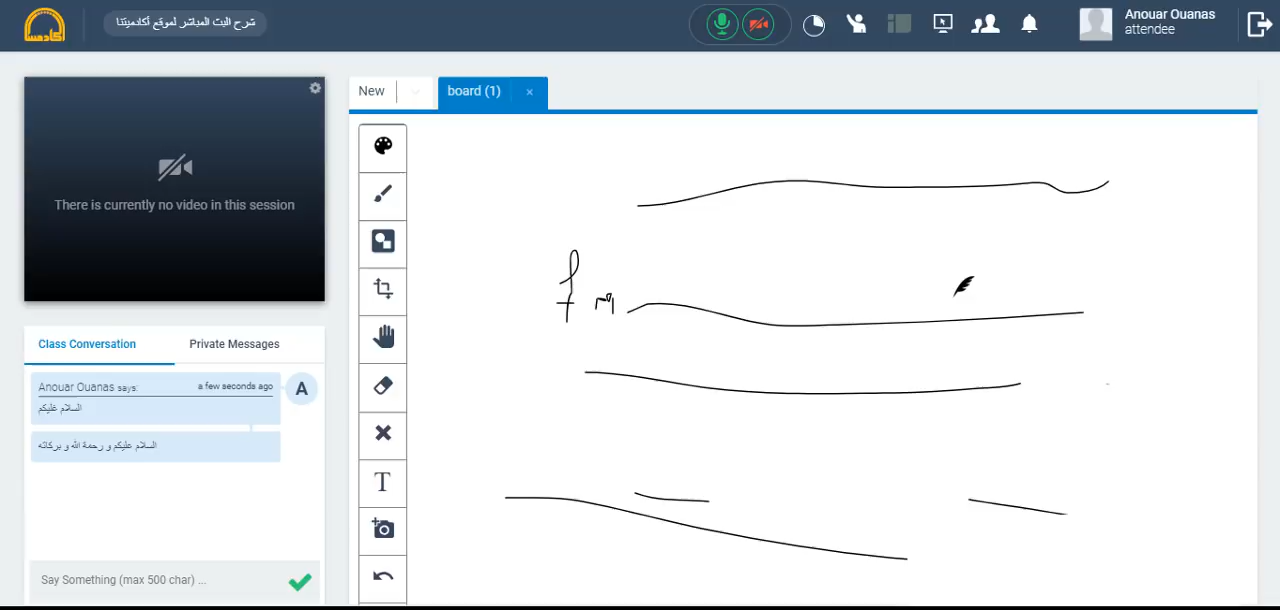 شرح البث المباشر لموقع أكادميتنا
Anouar Ouanas
attendee
There is currently no video in this session
New
board (1)
Class Conversation
Private Messages
Anouar Ouanas says:
a few seconds ago
A
السلام عليكم
السلام عليكم و رحمة الله و بركاته
T
Say Something (max 500 char) ...